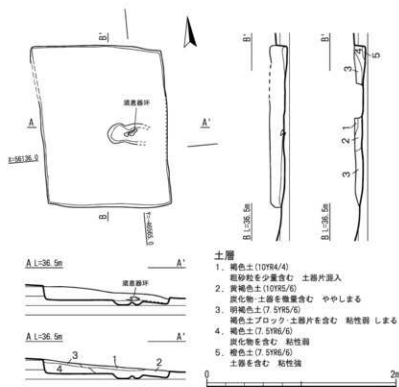 B'
B'
B'
4
5
3
須恵器坏
1
2
A
A'
3
X=56136.0
Y=-46065.0
B
B L=36.5m
B L=36.5m
A L=36.5m
A'
須恵器坏
A L=36.5m
A'
3
1
2
4
土層
1. 褐色土(10YR4/4)
粗砂粒を少量含む 土器片混入
2. 黄褐色土(10YR5/6)
炭化物・土器を微量含む ややしまる
3. 明褐色土(7.5YR5/6)
褐色土ブロック・土器片を含む 粘性弱 しまる
4. 橙色土(7.5YR6/6)
炭化物を含む 粘性弱
5. 橙色土(7.5YR6/6)
土器を含む 粘性強
0
2m